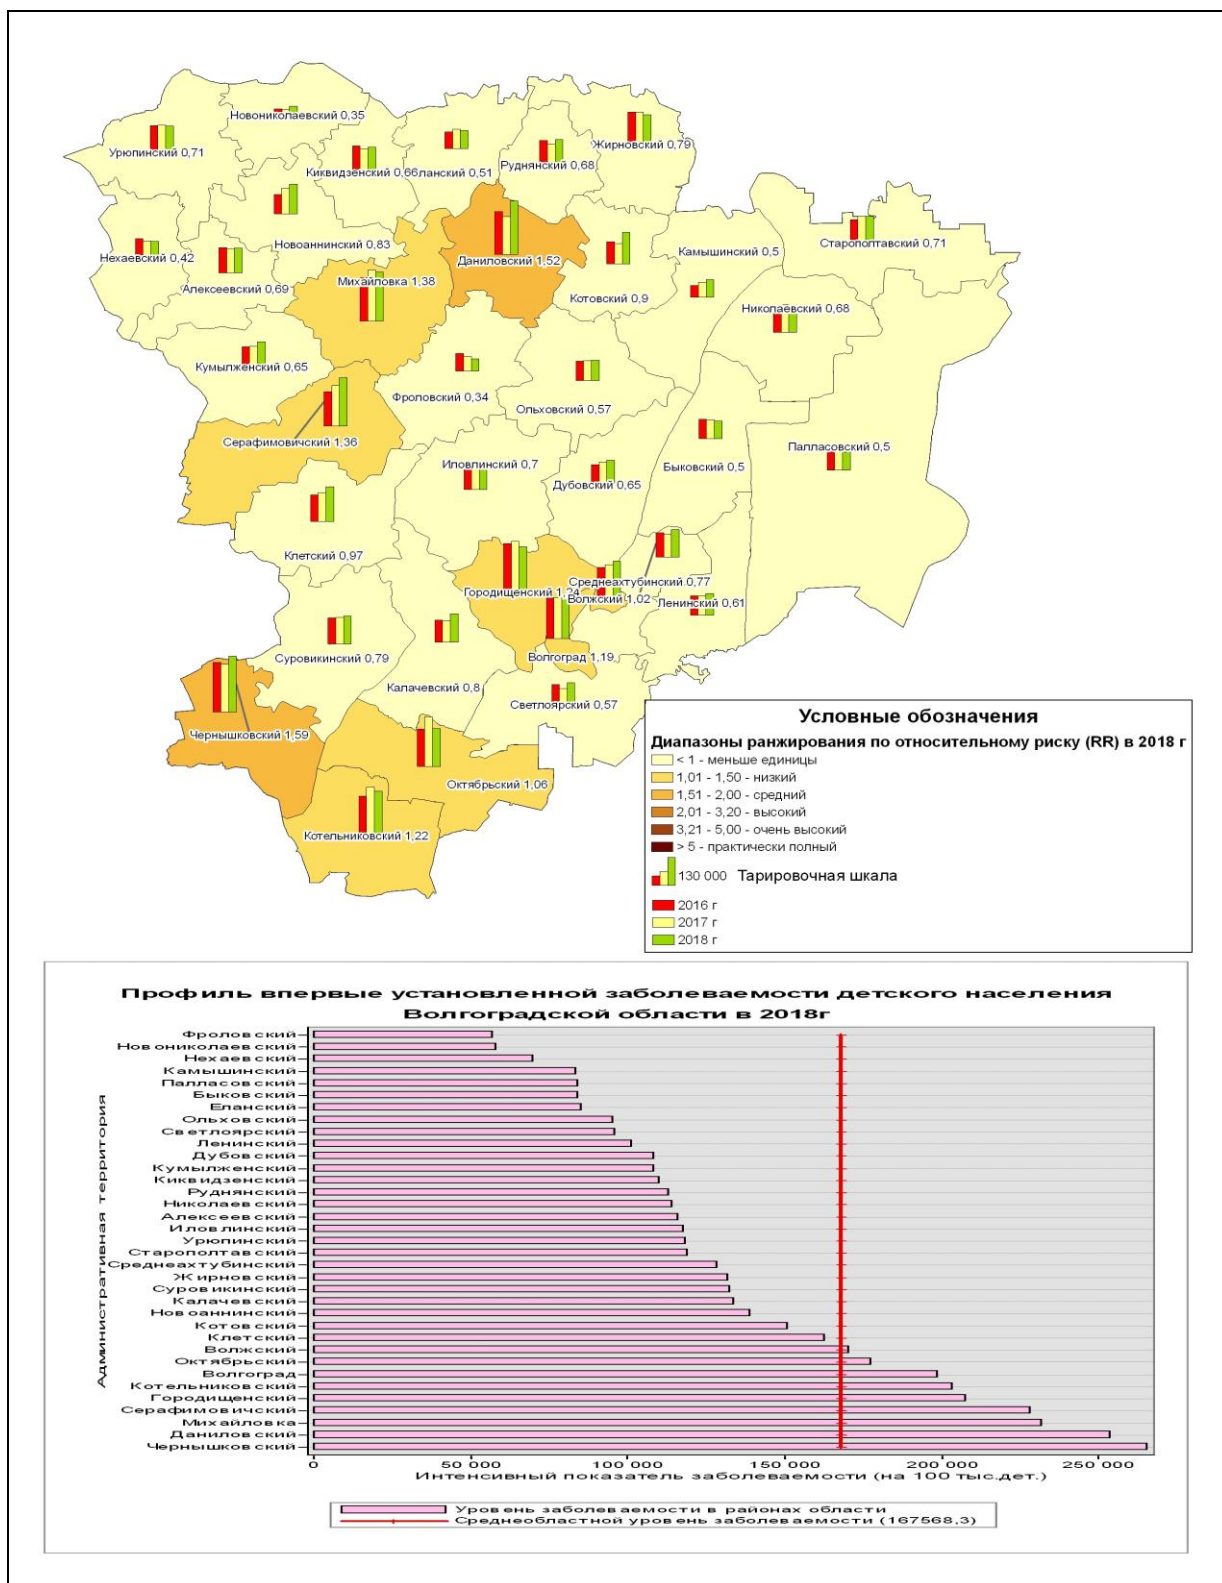 Новониколаевский 0,35
Урюпинский 0,71
Киквидзенский 0,66
ланский 0,51
Руднянский 0,68
Жирновский 0,79
Нехаевский 0,42
Новоаннинский 0,83
Алексеевский 0,69
Михайловка 1,38
Даниловский 1,52
Котовский 0,9
Камышинский 0,5
Старополтавский 0,71
Николаевский 0,68
Кумылженский 0,65
Фроловский 0,34
Ольховский 0,57
Серафимовичский 1,36
Иловлинский 0,7
Дубовский 0,65
Быковский 0,5
Палласовский 0,5
Клетский 0,97
Городищенский 1,24
Среднеахтубинский 0,77
Волжский 1,02
Ленинский 0,61
Суровикинский 0,79
Волгоград 1,19
Калачевский 0,8
Светлоярский 0,57
Чернышковский 1,59
Октябрьский 1,06
Котельниковский 1,22
Условные обозначения
Диапазоны ранжирования по относительному риску (RR) в 2018 г
< 1 - меньше единицы
1,01 - 1,50 - низкий
1,51 - 2,00 - средний
2,01 - 3,20 - высокий
3,21 - 5,00 - очень высокий
> 5 - практически полный
130 000 Тарировочная шкала
2016 г
2017 г
2018 г
Профиль впервые установленной заболеваемости детского населения
Волгоградской области в 2018г
Административная территория
Фроловский
Новониколаевский
Нехаевский
Камышинский
Палласовский
Быковский
Еланский
Ольховский
Светлоярский
Ленинский
Дубовский
Кумылженский
Киквидзенский
Руднянский
Николаевский
Алексеевский
Иловлинский
Урюпинский
Старополтавский
Среднеахтубинский
Жирновский
Суровикинский
Калачевский
Новоаннинский
Котовский
Клетский
Волжский
Октябрьский
Волгоград
Котельниковский
Городищенский
Серафимовичский
Михайловка
Даниловский
Чернышковский
0 50 000 100 000 150 000 200 000 250 000
Интенсивный показатель заболеваемости (на 100 тыс.дет.)
Уровень заболеваемости в районах области
Среднеобластной уровень заболеваемости (167568,3)